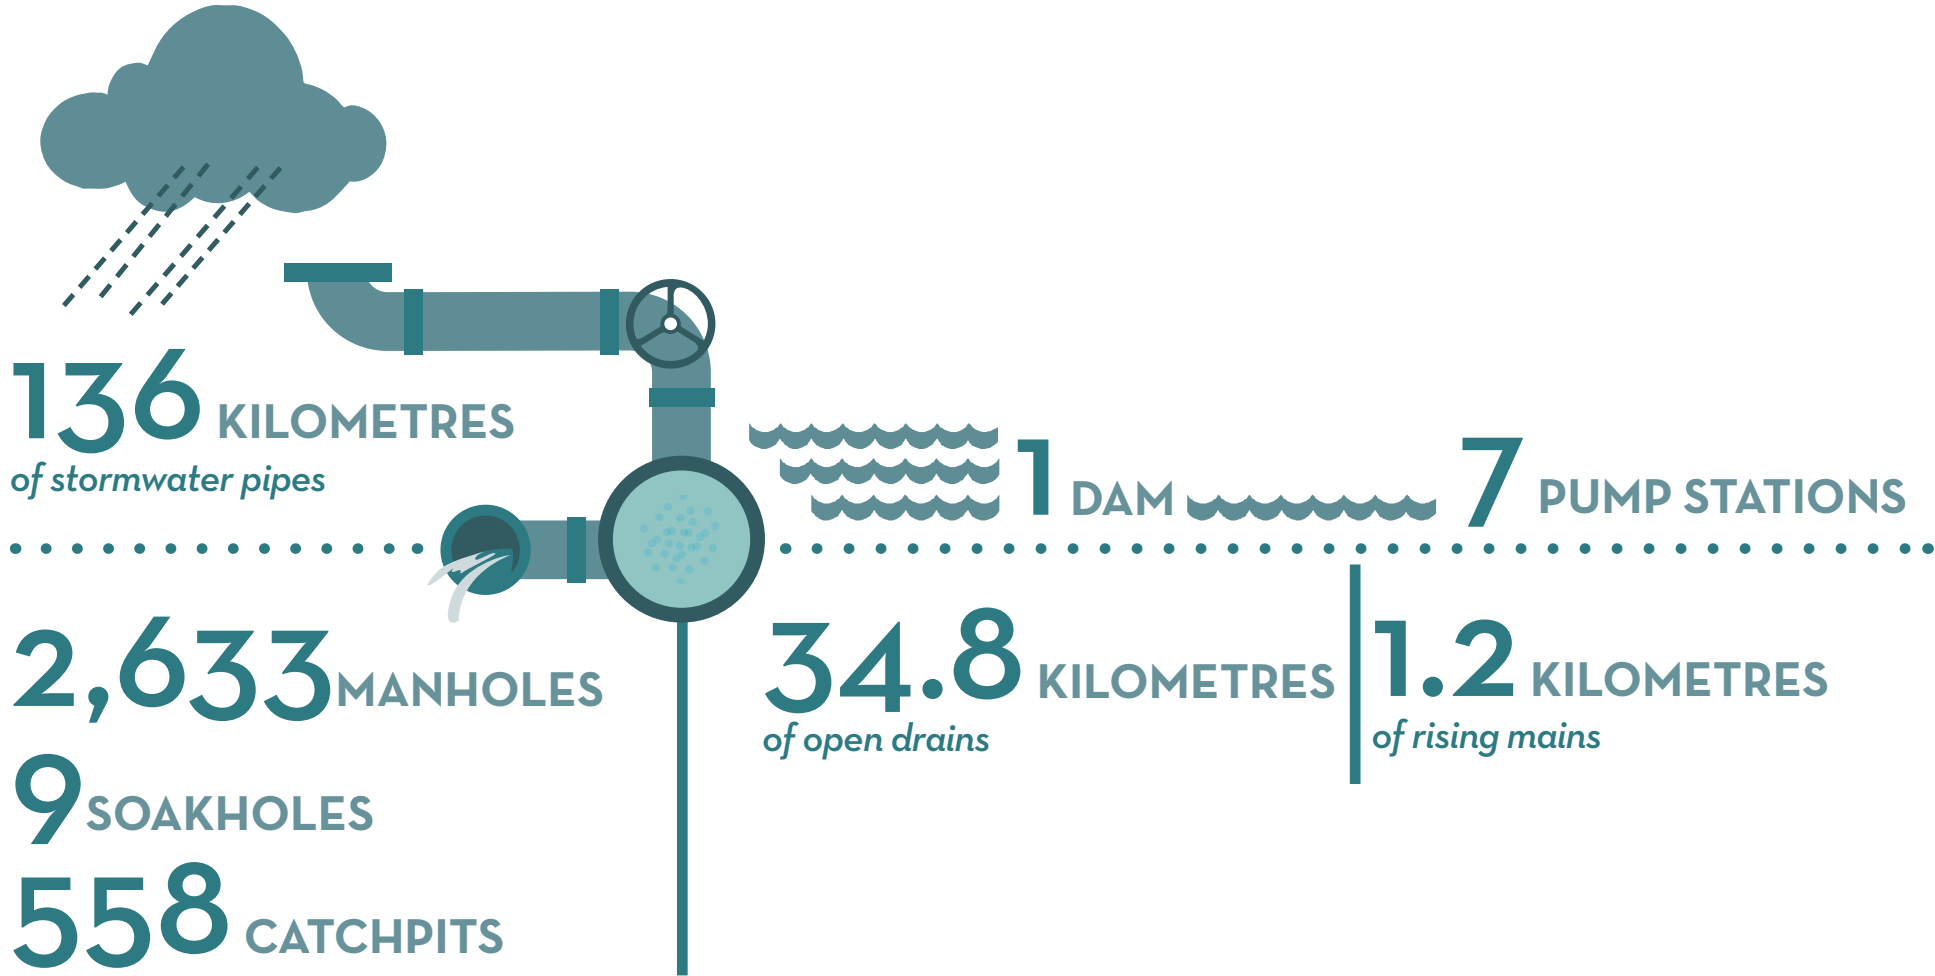 136 KILOMETRES
of stormwater pipes
1 DAM
7 PUMP STATIONS
2,633 MANHOLES
9 SOAKHOLES
558 CATCHPITS
34.8 KILOMETRES
of open drains
1.2 KILOMETRES
of rising mains